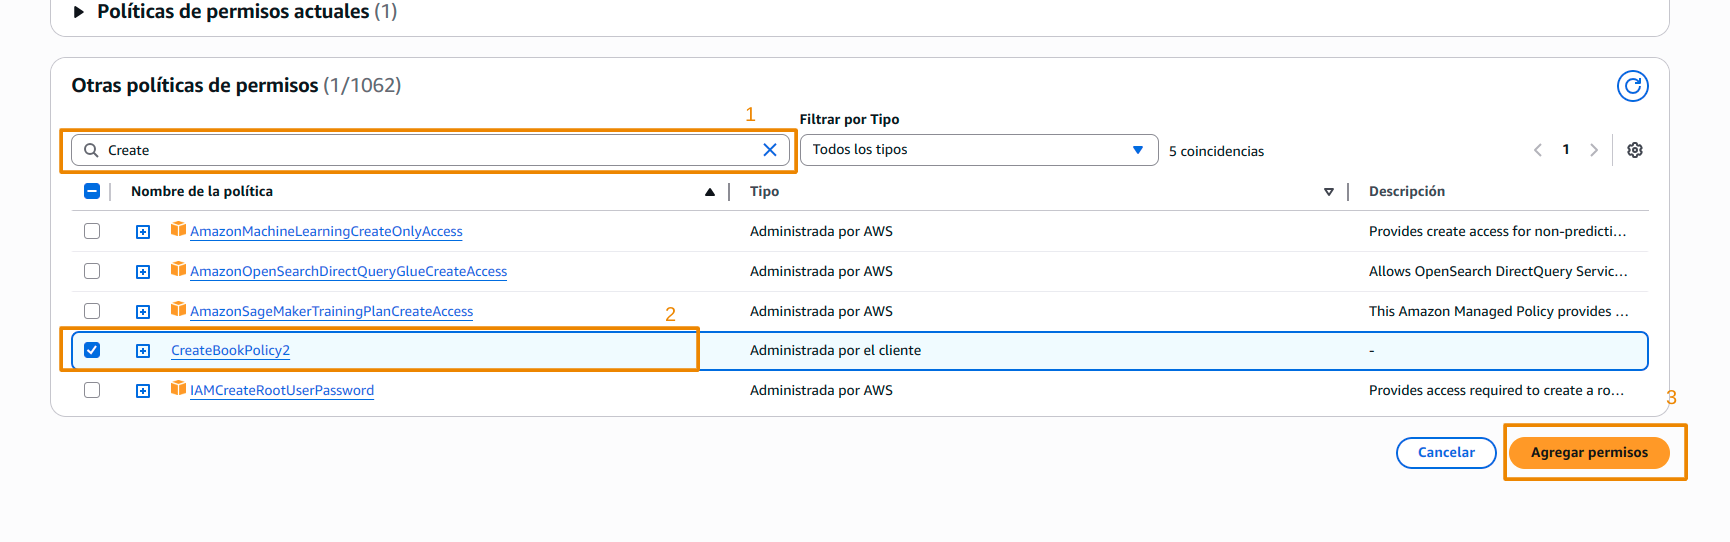 Políticas de permisos actuales (1)
Otras políticas de permisos (1/1062)
1
Filtrar por Tipo
Create
Todos los tipos
5 coincidencias
1
Nombre de la política
Tipo
Descripción
AmazonMachineLearningCreateOnlyAccess
Administrada por AWS
Provides create access for non-predicti...
AmazonOpenSearchDirectQueryGlueCreateAccess
Administrada por AWS
Allows OpenSearch DirectQuery Servic...
AmazonSageMakerTrainingPlanCreateAccess
Administrada por AWS
This Amazon Managed Policy provides ...
2
CreateBookPolicy2
Administrada por el cliente
-
IAMCreateRootUserPassword
Administrada por AWS
Provides access required to create a ro...
3
Cancelar
Agregar permisos